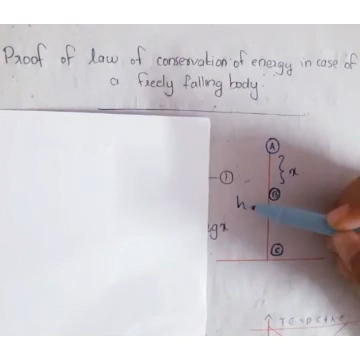 Proof of law of conservation of energy in case of
a freely falling body.
A
①
x
B
h
gx
C